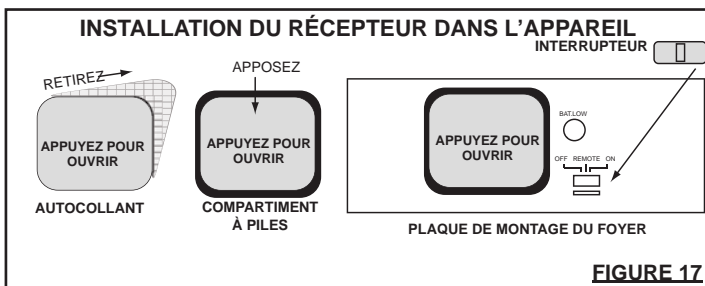 INSTALLATION DU RÉCEPTEUR DANS L'APPAREIL
INTERRUPTEUR
RETIREZ
APPUYEZ POUR
OUVRIR
AUTOCOLLANT
APPOSEZ
APPUYEZ POUR
OUVRIR
COMPARTIMENT
À PILES
APPUYEZ POUR
OUVRIR
BAT.LOW
OFF REMOTE ON
PLAQUE DE MONTAGE DU FOYER
FIGURE 17